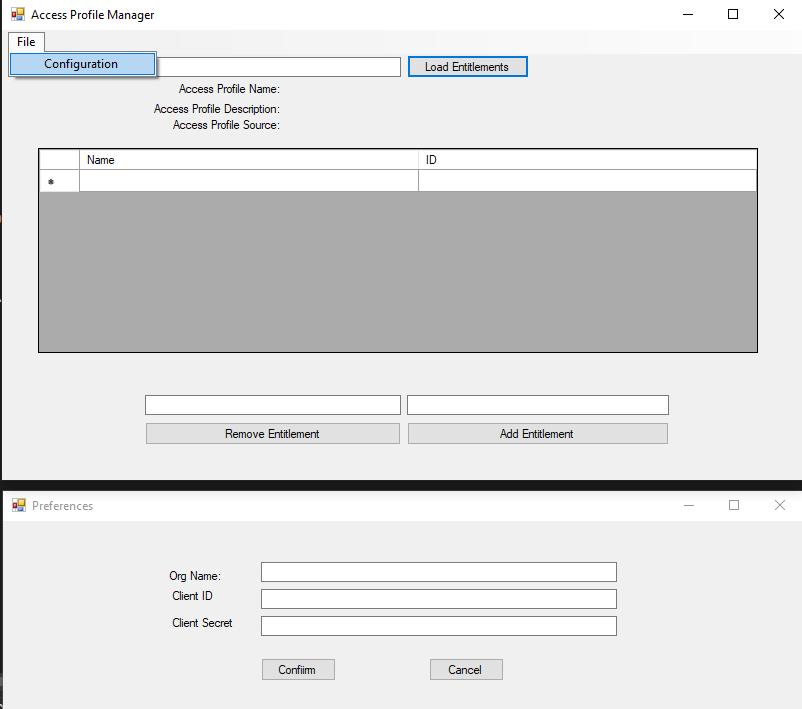 Access Profile Manager
File
Configuration
Load Entitlements
Access Profile Name:
Access Profile Description:
Access Profile Source:
Name ID
*
Remove Entitlement Add Entitlement
Preferences
Org Name:
Client ID
Client Secret
Confiirm Cancel